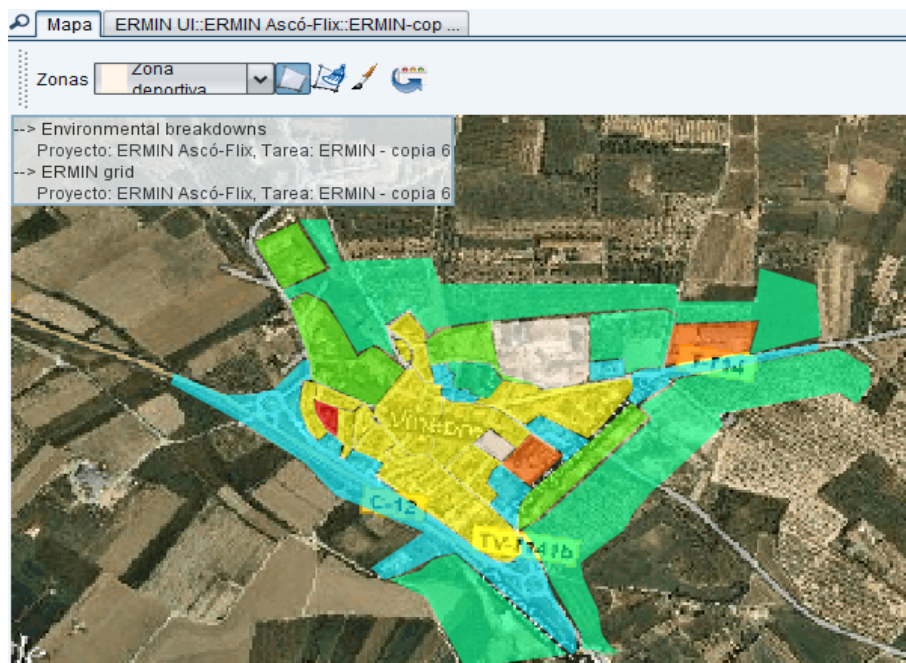 Mapa
ERMIN UI::ERMIN Ascó-Flix::ERMIN-cop ...
Zonas
Zona
deportiva
--> Environmental breakdowns
Proyecto: ERMIN Ascó-Flix, Tarea: ERMIN - copia 6
--> ERMIN grid
Proyecto: ERMIN Ascó-Flix, Tarea: ERMIN - copia 6
C-12